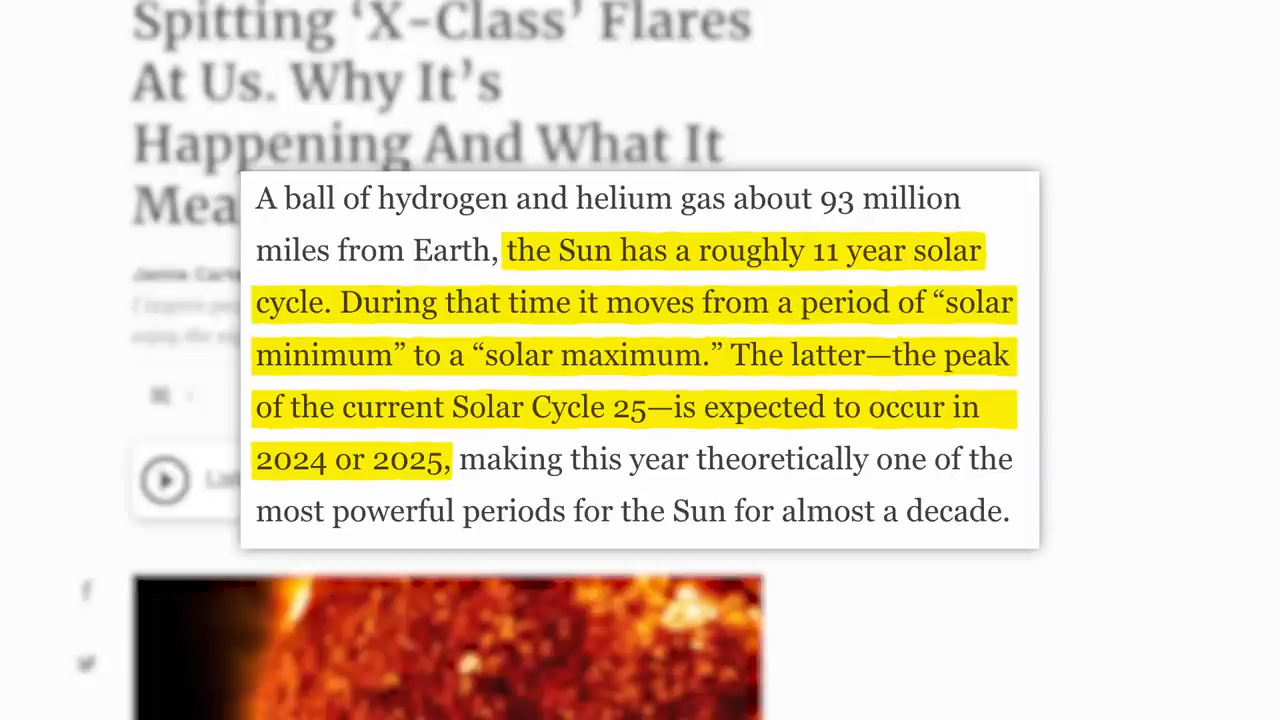 Spitting ‘X-Class’ Flares
At Us. Why It’s
Happening And What It
Mea
A ball of hydrogen and helium gas about 93 million
miles from Earth, the Sun has a roughly 11 year solar
cycle. During that time it moves from a period of “solar
minimum” to a “solar maximum.” The latter—the peak
of the current Solar Cycle 25—is expected to occur in
2024 or 2025, making this year theoretically one of the
most powerful periods for the Sun for almost a decade.